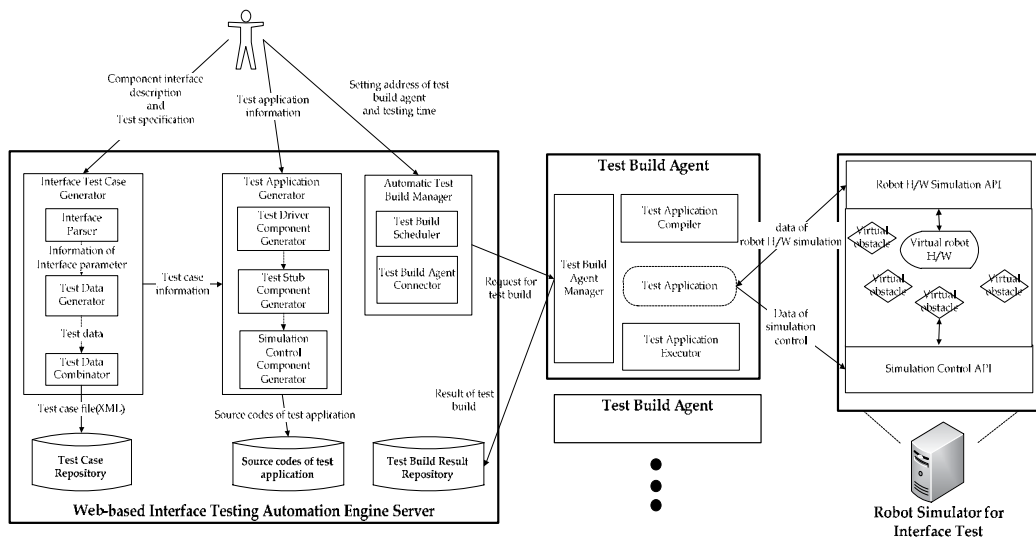 Component interface
description
and
Test specification
Test application
information
Setting address of test
build agent
and testing time
Interface Test Case
Generator
Interface Parser
Information of
Interface parameter
Test Data
Generator
Test data
Test Data
Combinator
Test case file(XML)
Test Case
Repository
Test case
information
Test Application
Generator
Test Driver
Component
Generator
Test Stub
Component
Generator
Simulation
Control
Component
Generator
Source codes of test application
Source codes of test
application
Automatic Test
Build Manager
Test Build
Scheduler
Test Build Agent
Connector
Request for
test build
Result of test
build
Test Build Result
Repository
Web-based Interface Testing Automation Engine Server
Test Build Agent
Test Build
Agent
Manager
Test Application
Compiler
Test Application
Test Application
Executor
Test Build Agent
data of
robot H/W simulation
Data of
simulation
control
Robot H/W Simulation API
Virtual
obstacle
Virtual robot
H/W
Virtual
obstacle
Virtual
obstacle
Virtual
obstacle
Simulation Control API
Robot Simulator for
Interface Test